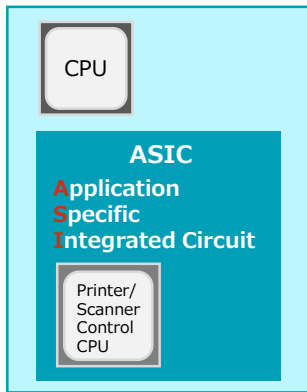 CPU
ASIC
Application
Specific
Integrated Circuit
Printer/
Scanner
Control
CPU